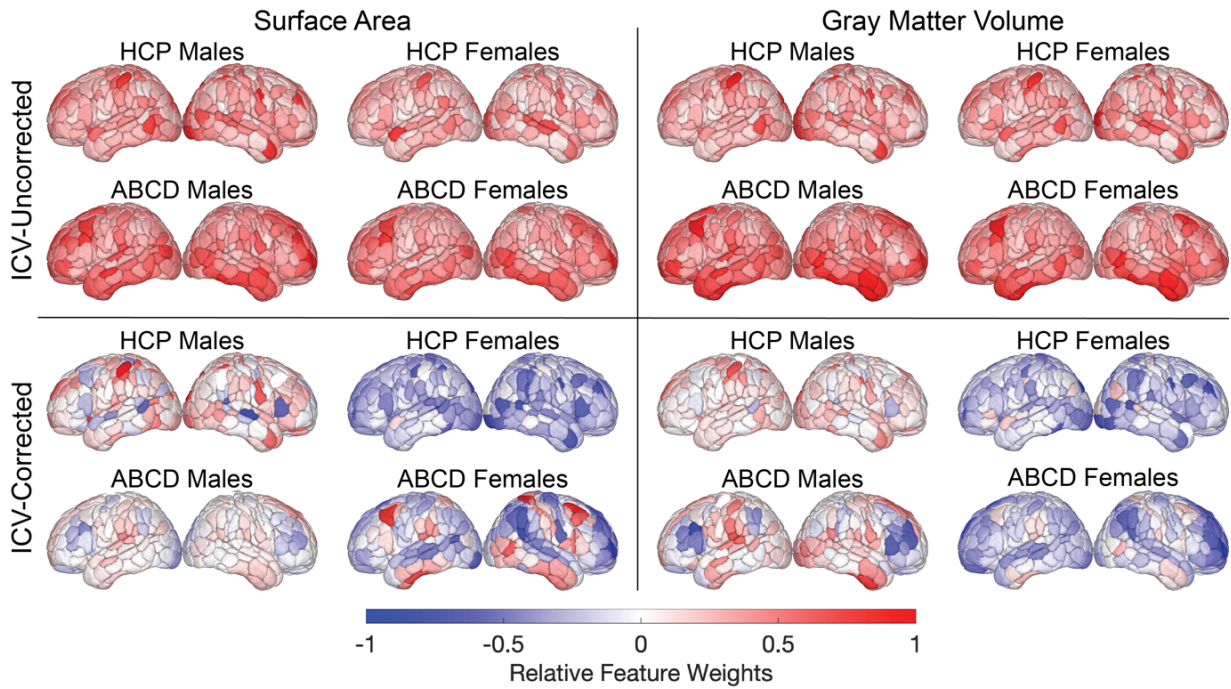 Surface Area
Gray Matter Volume
ICV-Uncorrected
HCP Males
HCP Females
HCP Males
HCP Females
ABCD Males
ABCD Females
ABCD Males
ABCD Females
ICV-Corrected
HCP Males
HCP Females
HCP Males
HCP Females
ABCD Males
ABCD Females
ABCD Males
ABCD Females
-1
-0.5
0
0.5
1
Relative Feature Weights